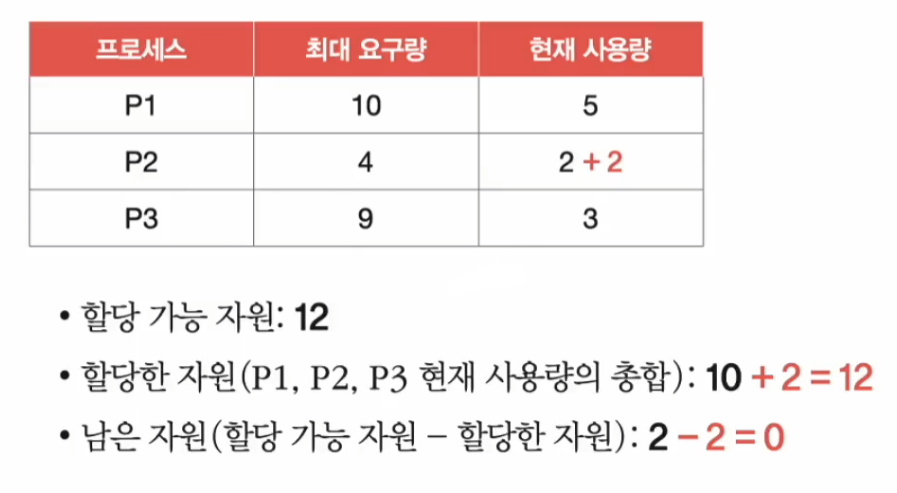 프로세스 최대 요구량 현재 사용량
P1 10 5
P2 4 2 + 2
P3 9 3
• 할당 가능 자원: 12
• 할당한 자원(P1, P2, P3 현재 사용량의 총합): 10 + 2 = 12
• 남은 자원(할당 가능 자원 – 할당한 자원): 2 – 2 = 0